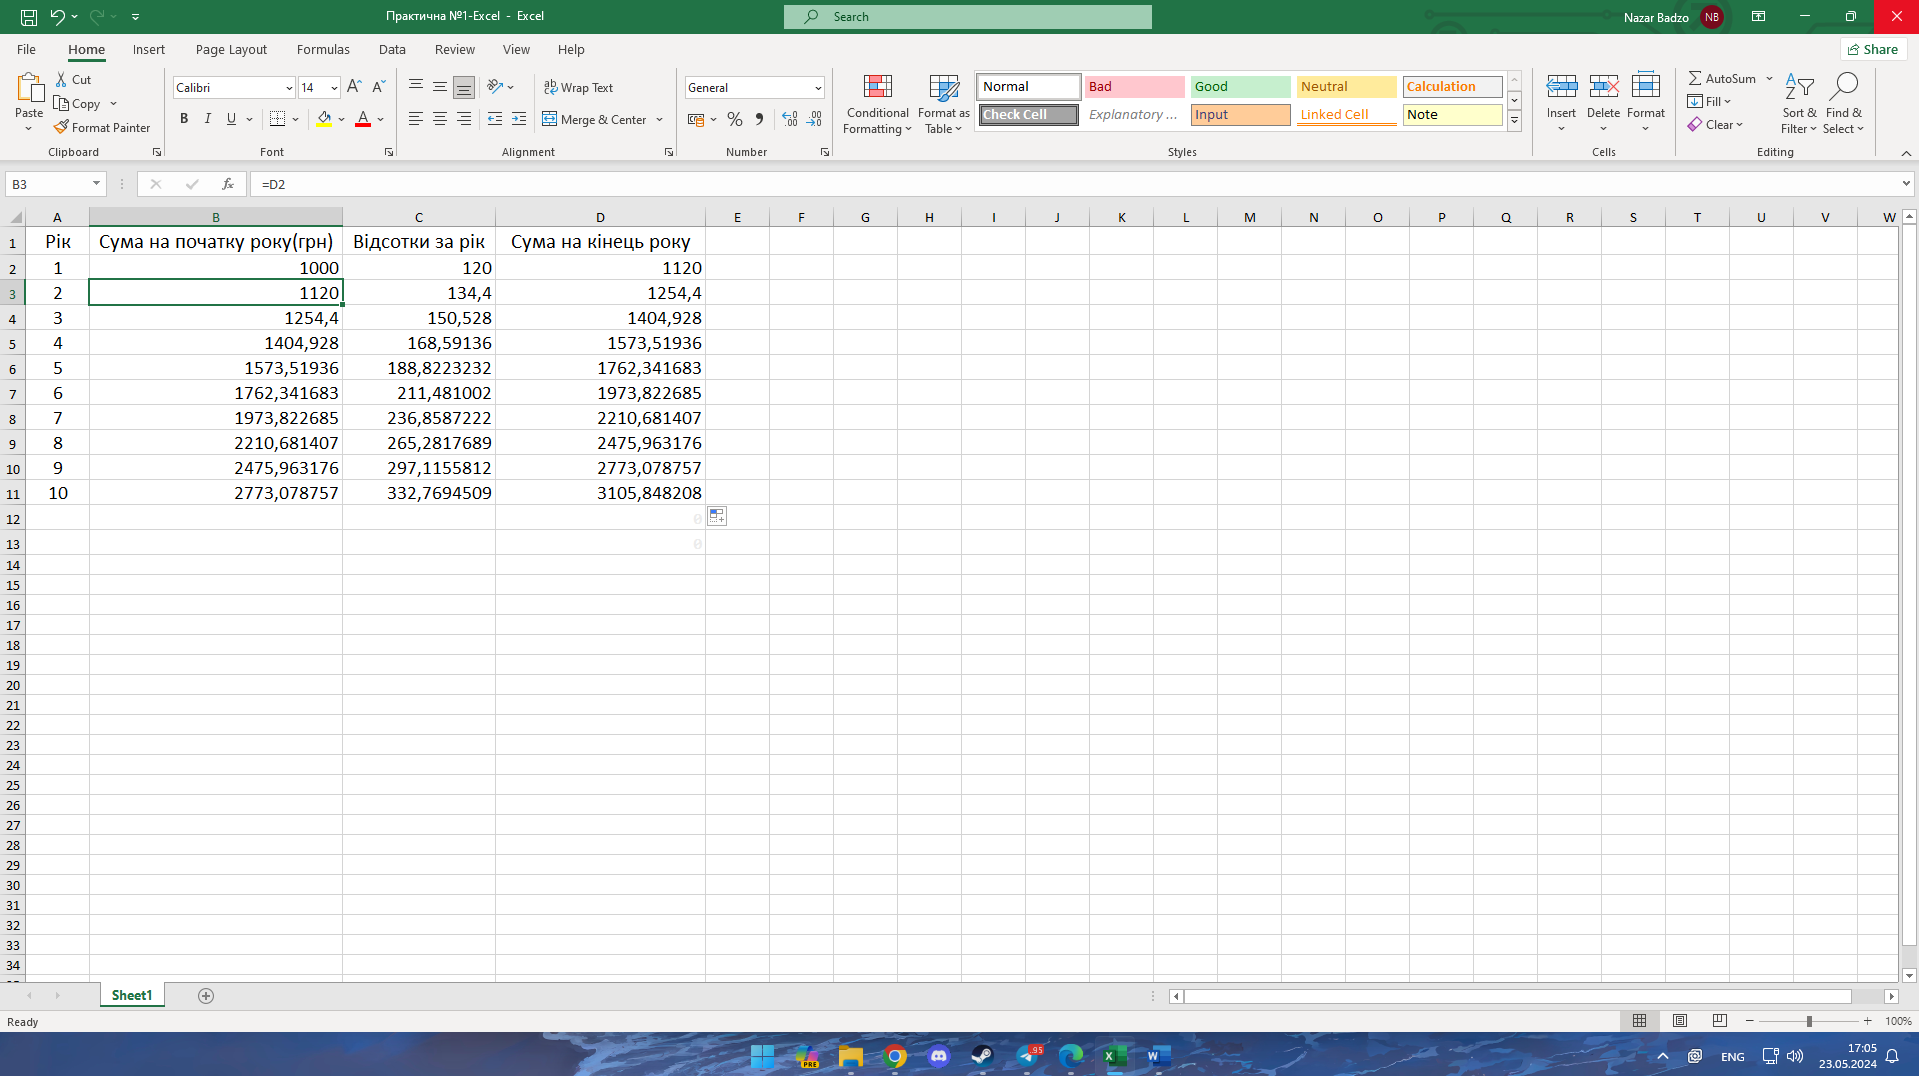 Практична №1-Excel - Excel
Search
Nazar Badzo NB
File Home Insert Page Layout Formulas Data Review View Help Share
Paste Cut Copy Format Painter Clipboard
Calibri 14 A A B I U A Font
Wrap Text Merge & Center Alignment
General % Number
Conditional Formatting Format as Table
Normal Bad Good Neutral Calculation
Check Cell Explanatory ... Input Linked Cell Note
Styles
Insert Delete Format Cells
AutoSum Fill Clear Sort & Filter Find & Select Editing
B3 fx =D2
A B C D E F G H I J K L M N O P Q R S T U V W
1 Рік Сума на початку року(грн) Відсотки за рік Сума на кінець року
2 1 1000 120 1120
3 2 1120 134,4 1254,4
4 3 1254,4 150,528 1404,928
5 4 1404,928 168,59136 1573,51936
6 5 1573,51936 188,8223232 1762,341683
7 6 1762,341683 211,481002 1973,822685
8 7 1973,822685 236,8587222 2210,681407
9 8 2210,681407 265,2817689 2475,963176
10 9 2475,963176 297,1155812 2773,078757
11 10 2773,078757 332,7694509 3105,848208
12 0
13 0
14
15
16
17
18
19
20
21
22
23
24
25
26
27
28
29
30
31
32
33
34
Sheet1
Ready 100%
PRE 95 ENG 17:05
23.05.2024